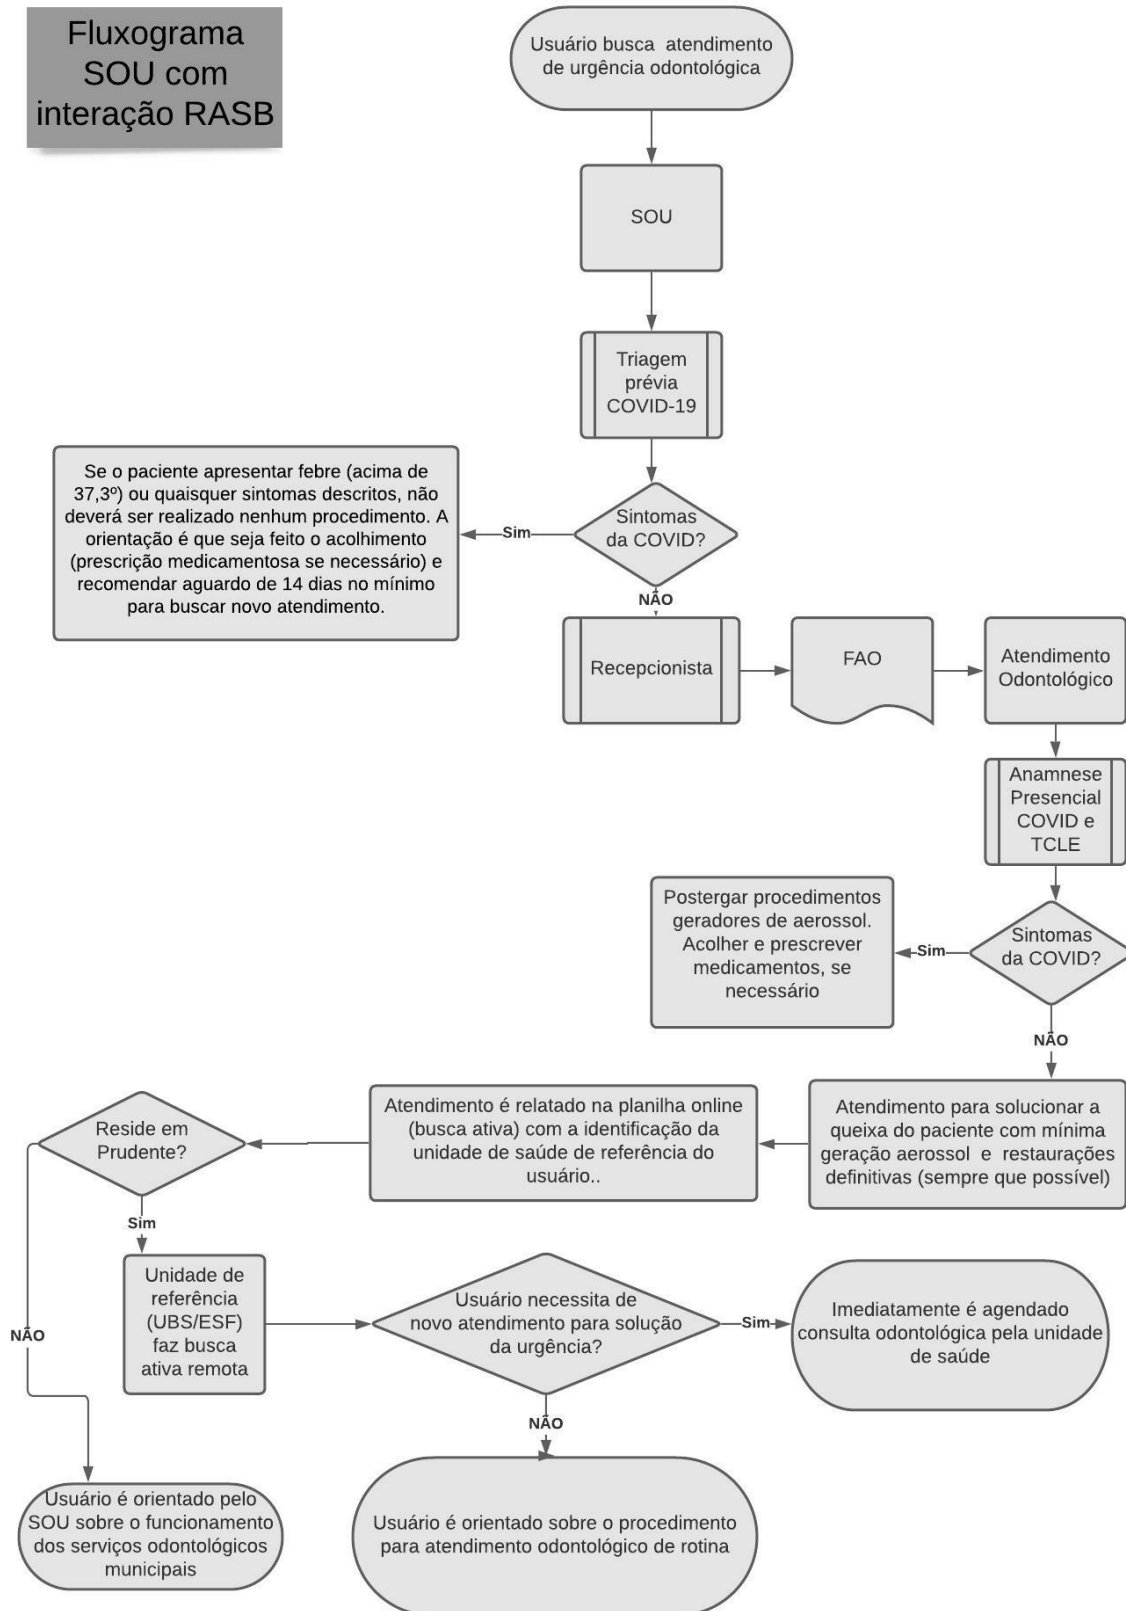 Fluxograma
SOU com
interação RASB
Usuário busca atendimento
de urgência odontológica
SOU
Triagem
prévia
COVID-19
Sintomas
da COVID?
Sim
Se o paciente apresentar febre (acima de
37,3º) ou quaisquer sintomas descritos, não
deverá ser realizado nenhum procedimento. A
orientação é que seja feito o acolhimento
(prescrição medicamentosa se necessário) e
recomendar aguardo de 14 dias no mínimo
para buscar novo atendimento.
NÃO
Recepcionista
FAO
Atendimento
Odontológico
Anamnese
Presencial
COVID e
TCLE
Sintomas
da COVID?
Sim
Postergar procedimentos
geradores de aerossol.
Acolher e prescrever
medicamentos, se
necessário
NÃO
Atendimento para solucionar a
queixa do paciente com mínima
geração aerossol e restaurações
definitivas (sempre que possível)
Atendimento é relatado na planilha online
(busca ativa) com a identificação da
unidade de saúde de referência do
usuário..
Reside em
Prudente?
Sim
Unidade de
referência
(UBS/ESF)
faz busca
ativa remota
Usuário necessita de
novo atendimento para solução
da urgência?
Sim
Imediatamente é agendado
consulta odontológica pela unidade
de saúde
NÃO
Usuário é orientado sobre o procedimento
para atendimento odontológico de rotina
NÃO
Usuário é orientado pelo
SOU sobre o funcionamento
dos serviços odontológicos
municipais